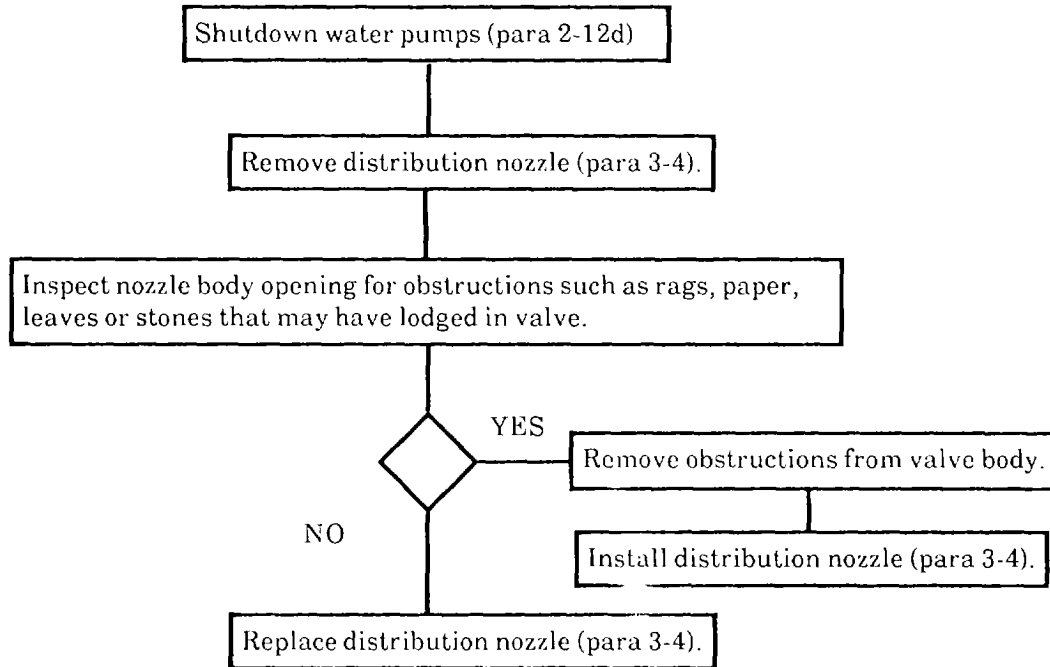 Shutdown water pumps (para 2-12d)
Remove distribution nozzle (para 3-4).
Inspect nozzle body opening for obstructions such as rags, paper,
leaves or stones that may have lodged in valve.
YES
Remove obstructions from valve body.
NO
Install distribution nozzle (para 3-4).
Replace distribution nozzle (para 3-4).